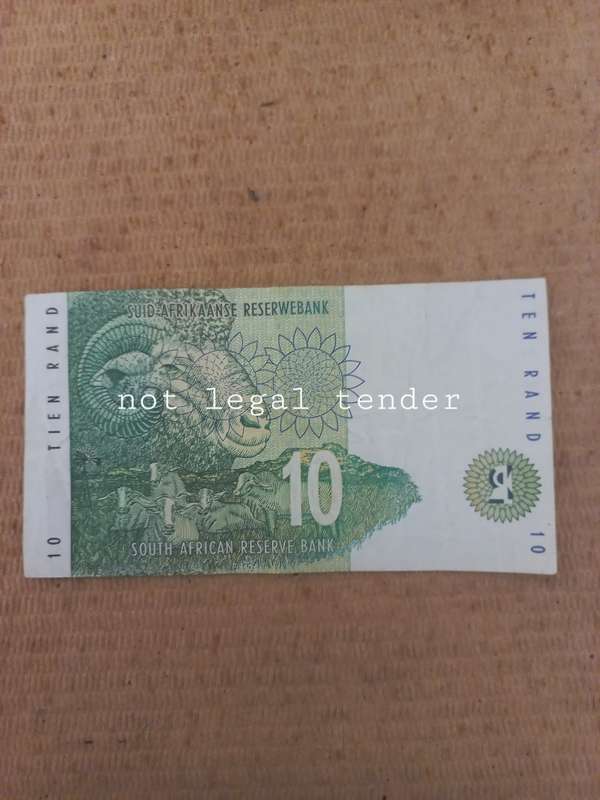 TIEN RAND
10
SUID-AFRIKAANSE RESERWEBANK
not legal tender
10
SOUTH AFRICAN RESERVE BANK
TEN RAND
10